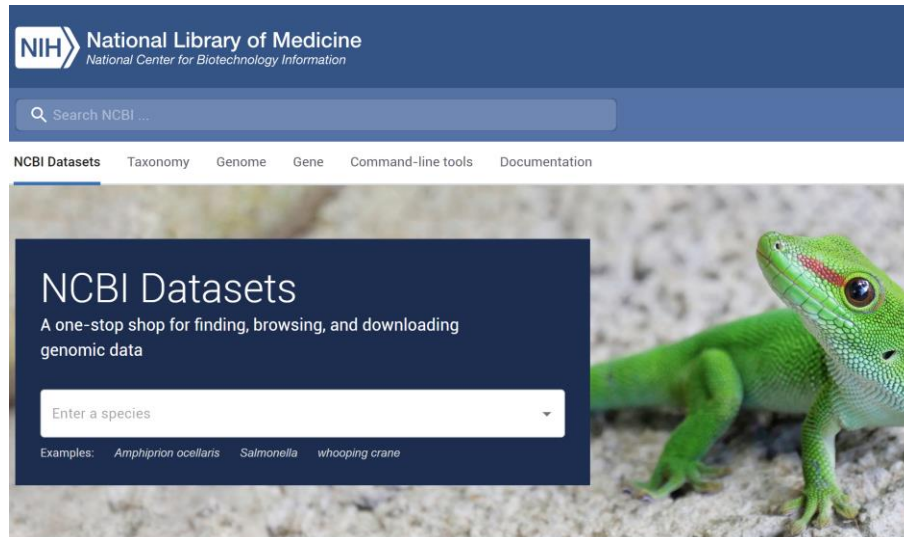 NIH
National Library of Medicine
National Center for Biotechnology Information
Search NCBI ...
NCBI Datasets Taxonomy Genome Gene Command-line tools Documentation
NCBI Datasets
A one-stop shop for finding, browsing, and downloading
genomic data
Enter a species
Examples: Amphiprion ocellaris Salmonella whooping crane